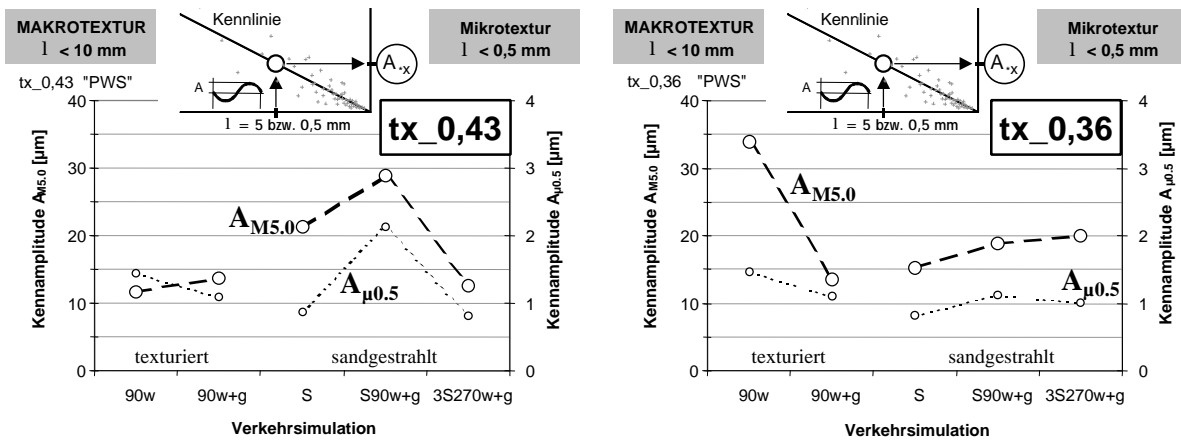 MAKROTEXTUR
l < 10 mm
Kennlinie
A*x
A
l = 5 bzw. 0,5 mm
Mikrotextur
l < 0,5 mm
tx_0,43 "PWS"
tx_0,43
Kennamplitude AM5.0 [µm]
40
30
20
10
0
AM5.0
Aµ0.5
texturiert
sandgestrahlt
4
3
2
1
0
Kennamplitude Aµ0.5 [µm]
90w
90w+g
S
S90w+g
3S270w+g
Verkehrsimulation
MAKROTEXTUR
l < 10 mm
Kennlinie
A*x
A
l = 5 bzw. 0,5 mm
Mikrotextur
l < 0,5 mm
tx_0,36 "PWS"
tx_0,36
Kennamplitude AM5.0 [µm]
40
30
20
10
0
AM5.0
Aµ0.5
texturiert
sandgestrahlt
4
3
2
1
0
Kennamplitude Aµ0.5 [µm]
90w
90w+g
S
S90w+g
3S270w+g
Verkehrsimulation